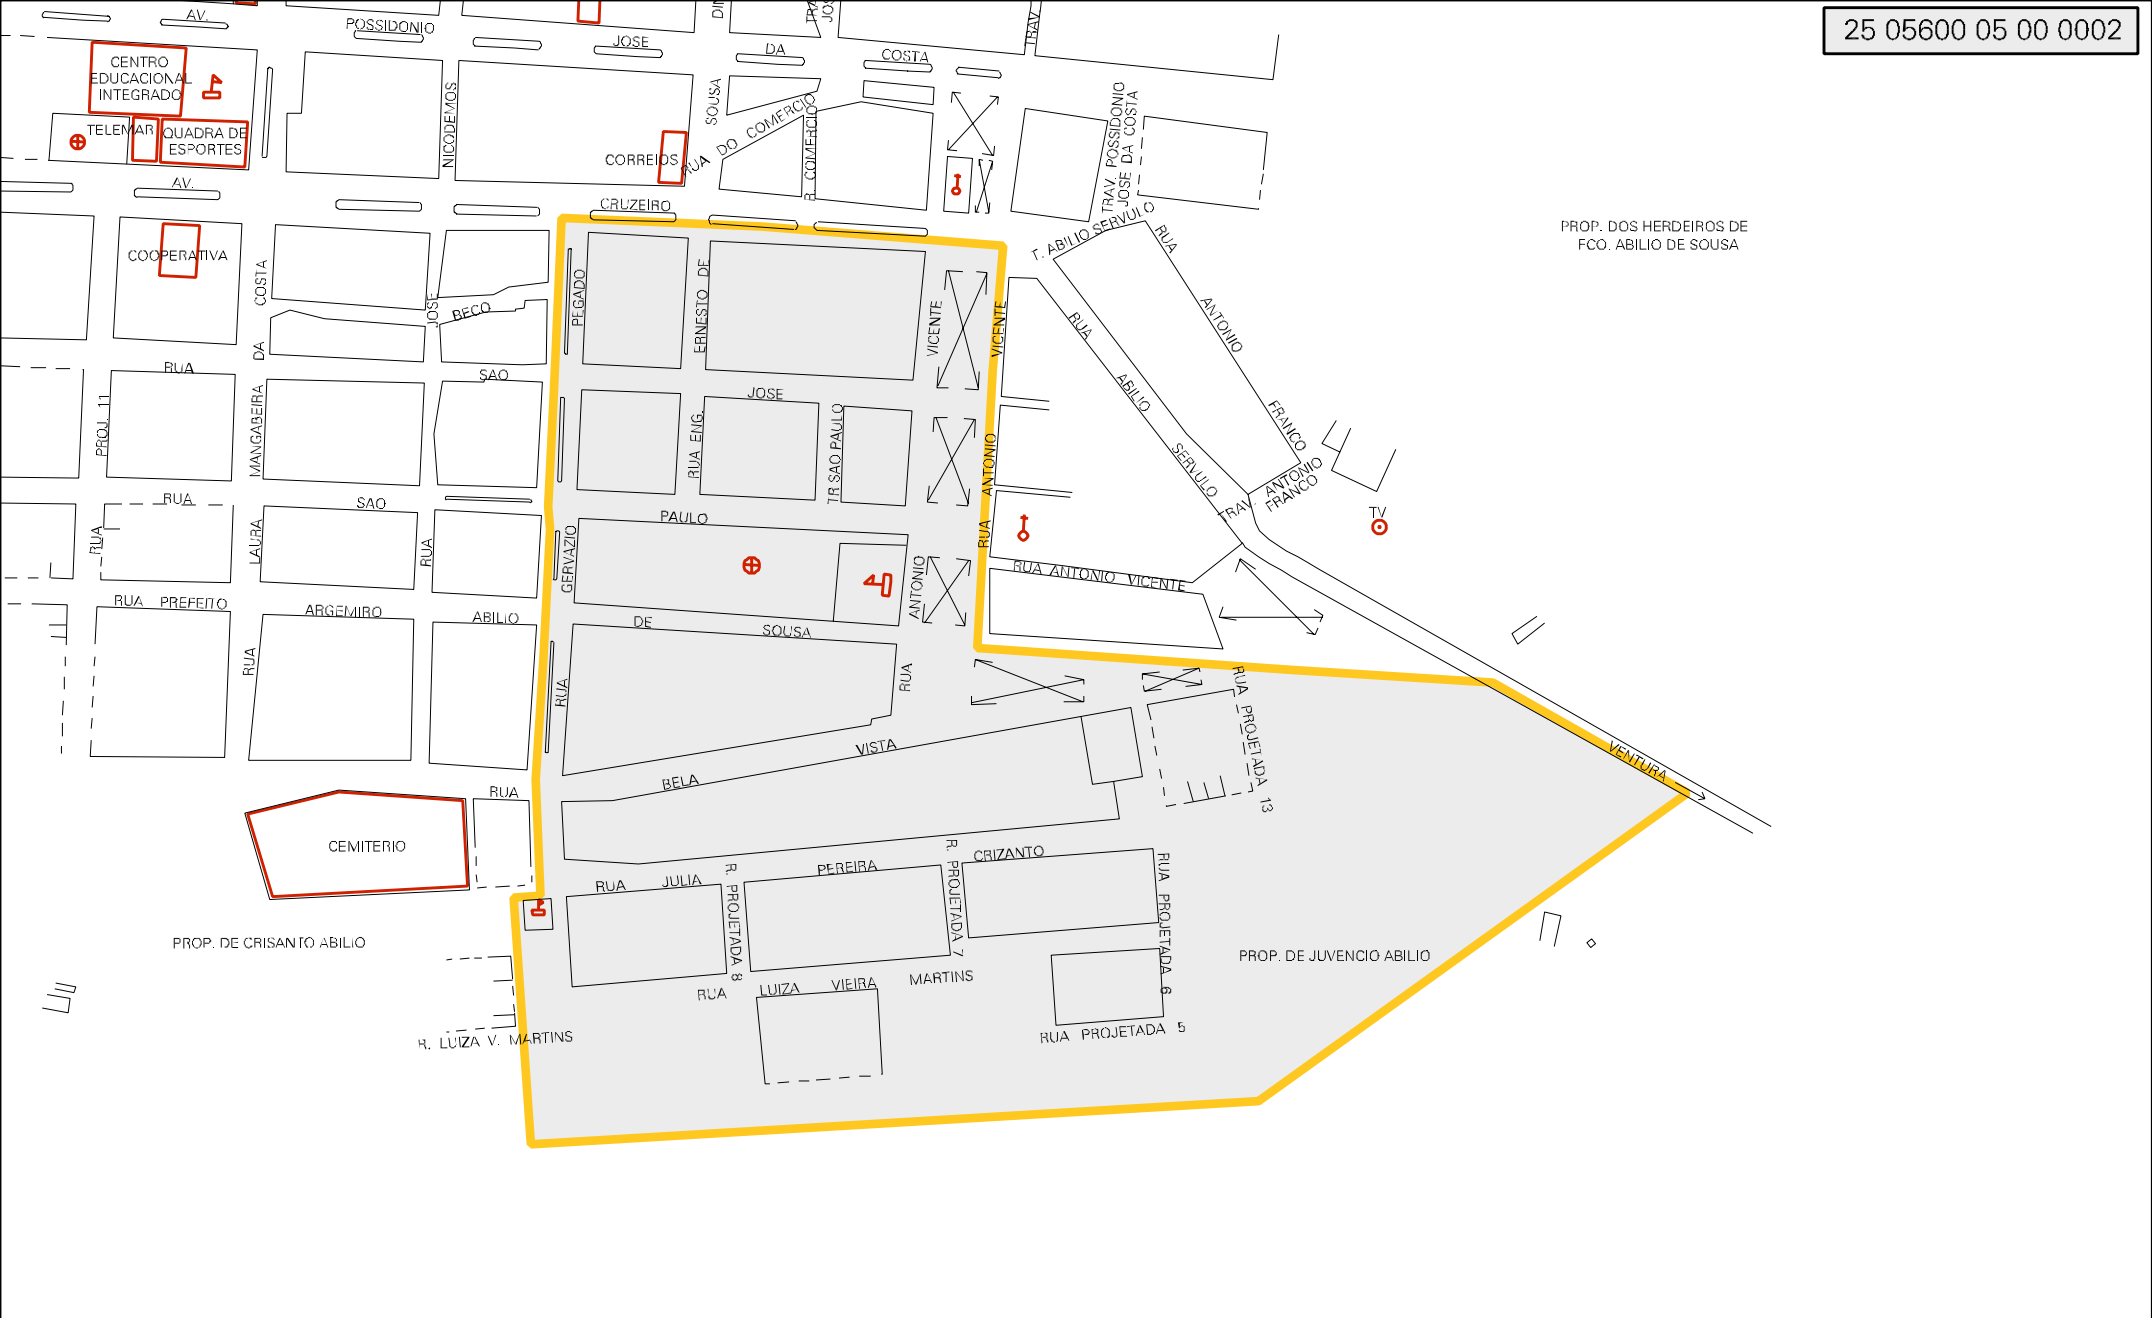 25 05600 05 00 0002
AV.
POSSIDONIO
JOSE
DA
COSTA
TRAV
CENTRO
EDUCACIONAL
INTEGRADO
TELEMAR
QUADRA DE
ESPORTES
NICODEMOS
SOUSA
CORREIOS
RUA DO COMERCIO
R. COMERCIO
TRAV. POSSIDONIO
JOSE DA COSTA
AV.
CRUZEIRO
T. ABILIO SERVULO
PROP. DOS HERDEIROS DE
FCO. ABILIO DE SOUSA
COOPERATIVA
COSTA
JOSE
BECO
PEGADO
ERNESTO DE
VICENTE
VICENTE
RUA
ANTONIO
FRANCO
RUA
ABILIO
SERVULO
DA
RUA
SAO
JOSE
PROJ. 11
MANGABEIRA
RUA ENG.
TR SAO PAULO
ANTONIO
RUA
TRAV. ANTONIO
FRANCO
TV
RUA
SAO
PAULO
RUA
LAURA
RUA
GERVAZIO
ANTONIO
RUA ANTONIO VICENTE
RUA PREFEITO
ARGEMIRO
ABILIO
DE
SOUSA
RUA
RUA
RUA
RUA PROJETADA 13
VISTA
BELA
RUA
VENTURA
CEMITERIO
RUA JULIA
PEREIRA
CRIZANTO
R. PROJETADA 8
R. PROJETADA 7
RUA PROJETADA 6
PROP. DE CRISANTO ABILIO
PROP. DE JUVENCIO ABILIO
RUA
LUIZA
VIEIRA
MARTINS
R. LUIZA V. MARTINS
RUA PROJETADA 5